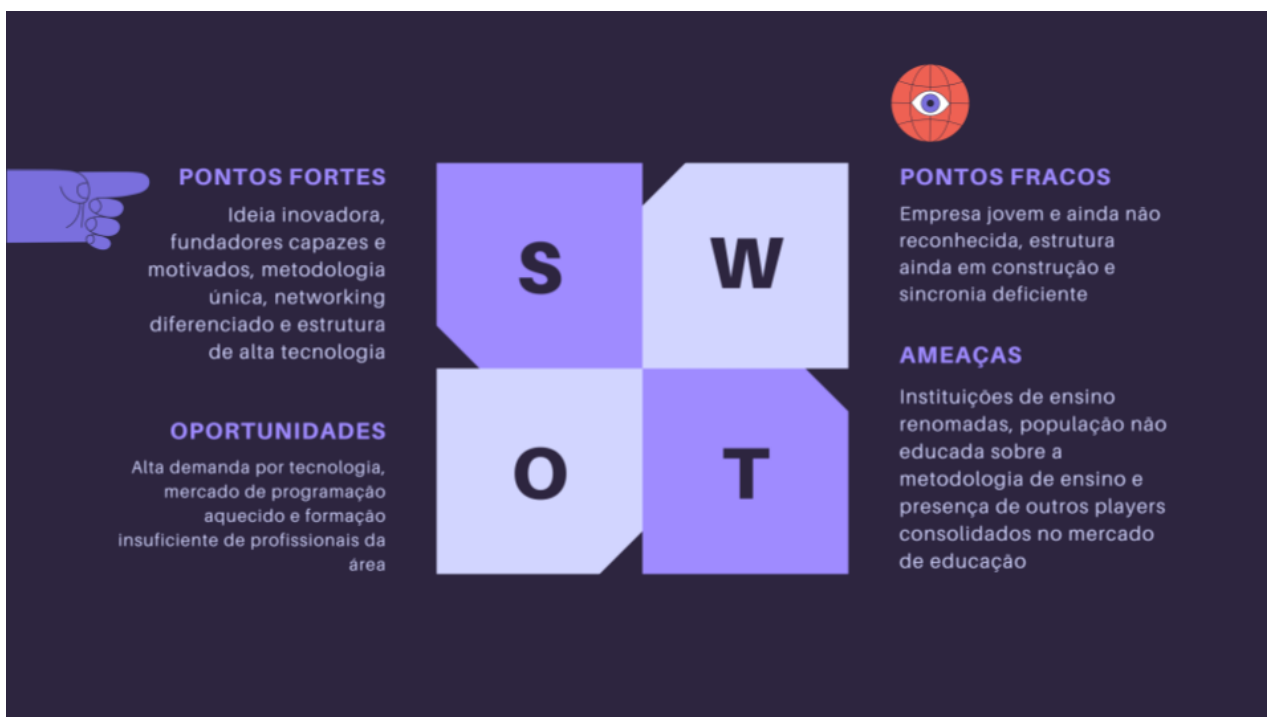 PONTOS FORTES
Ideia inovadora,
fundadores capazes e
motivados, metodologia
única, networking
diferenciado e estrutura
de alta tecnologia
S
W
PONTOS FRACOS
Empresa jovem e ainda não
reconhecida, estrutura
ainda em construção e
sincronia deficiente
OPORTUNIDADES
Alta demanda por tecnologia,
mercado de programação
aquecido e formação
insuficiente de profissionais da
área
O
T
AMEAÇAS
Instituições de ensino
renomadas, população não
educada sobre a
metodologia de ensino e
presença de outros players
consolidados no mercado
de educação